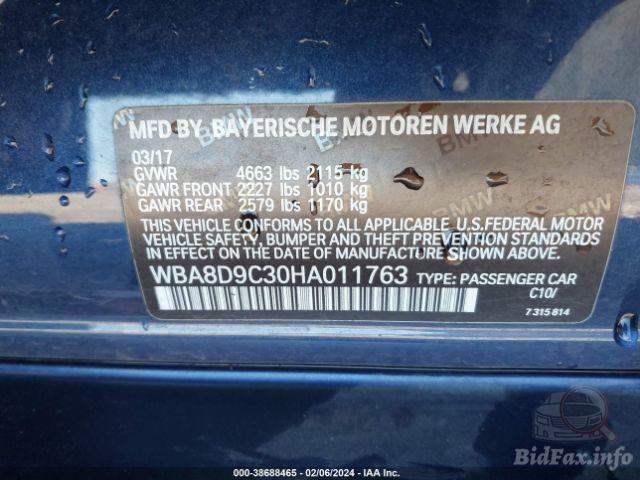 MFD BY BAYERISCHE MOTOREN WERKE AG
03/17
GVWR 4663 lbs 2115 kg
GAWR FRONT 2227 lbs 1010 kg
GAWR REAR 2579 lbs 1170 kg
THIS VEHICLE CONFORMS TO ALL APPLICABLE U.S.FEDERAL MOTOR
VEHICLE SAFETY, BUMPER AND THEFT PREVENTION STANDARDS
IN EFFECT ON THE DATE OF MANUFACTURE SHOWN ABOVE.
WBA8D9C30HA011763 TYPE: PASSENGER CAR
C10/
7 315 814
BidFax.info
000-38688465 - 02/06/2024 - IAA Inc.